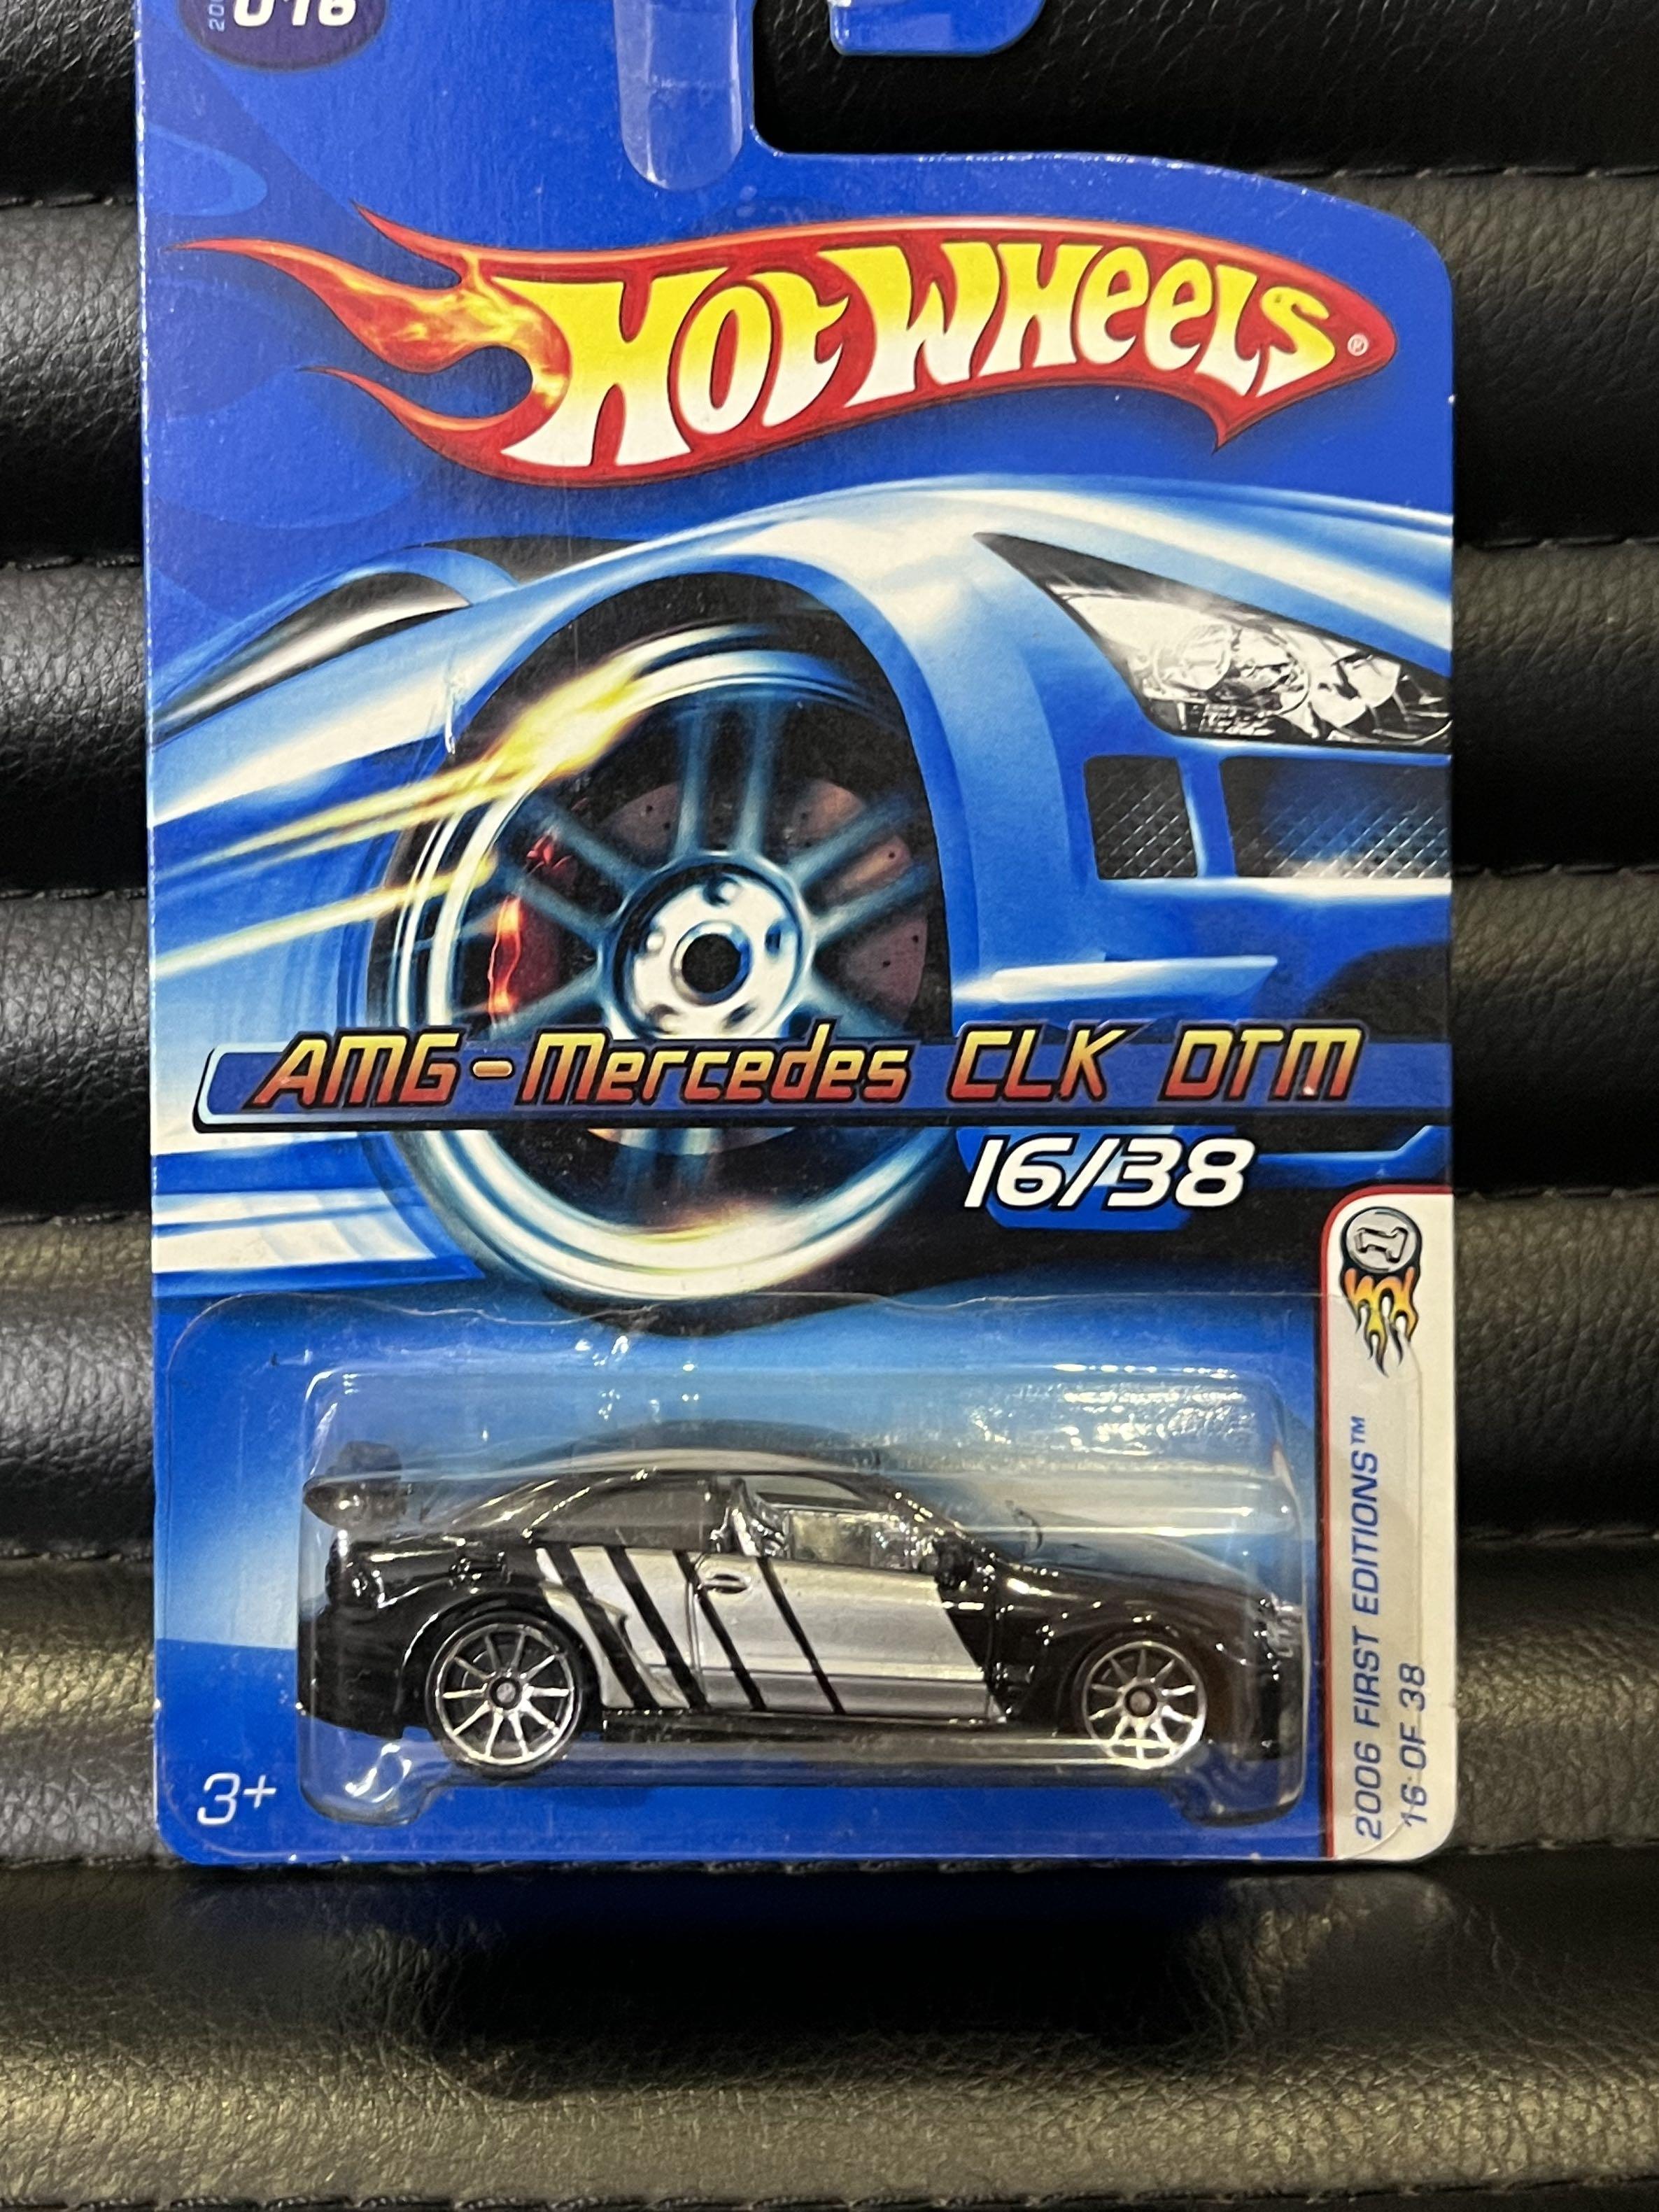 016
HOT WHEELS®
AMG-Mercedes CLK DTM
16/38
2006 FIRST EDITIONS™
16 OF 38
3+